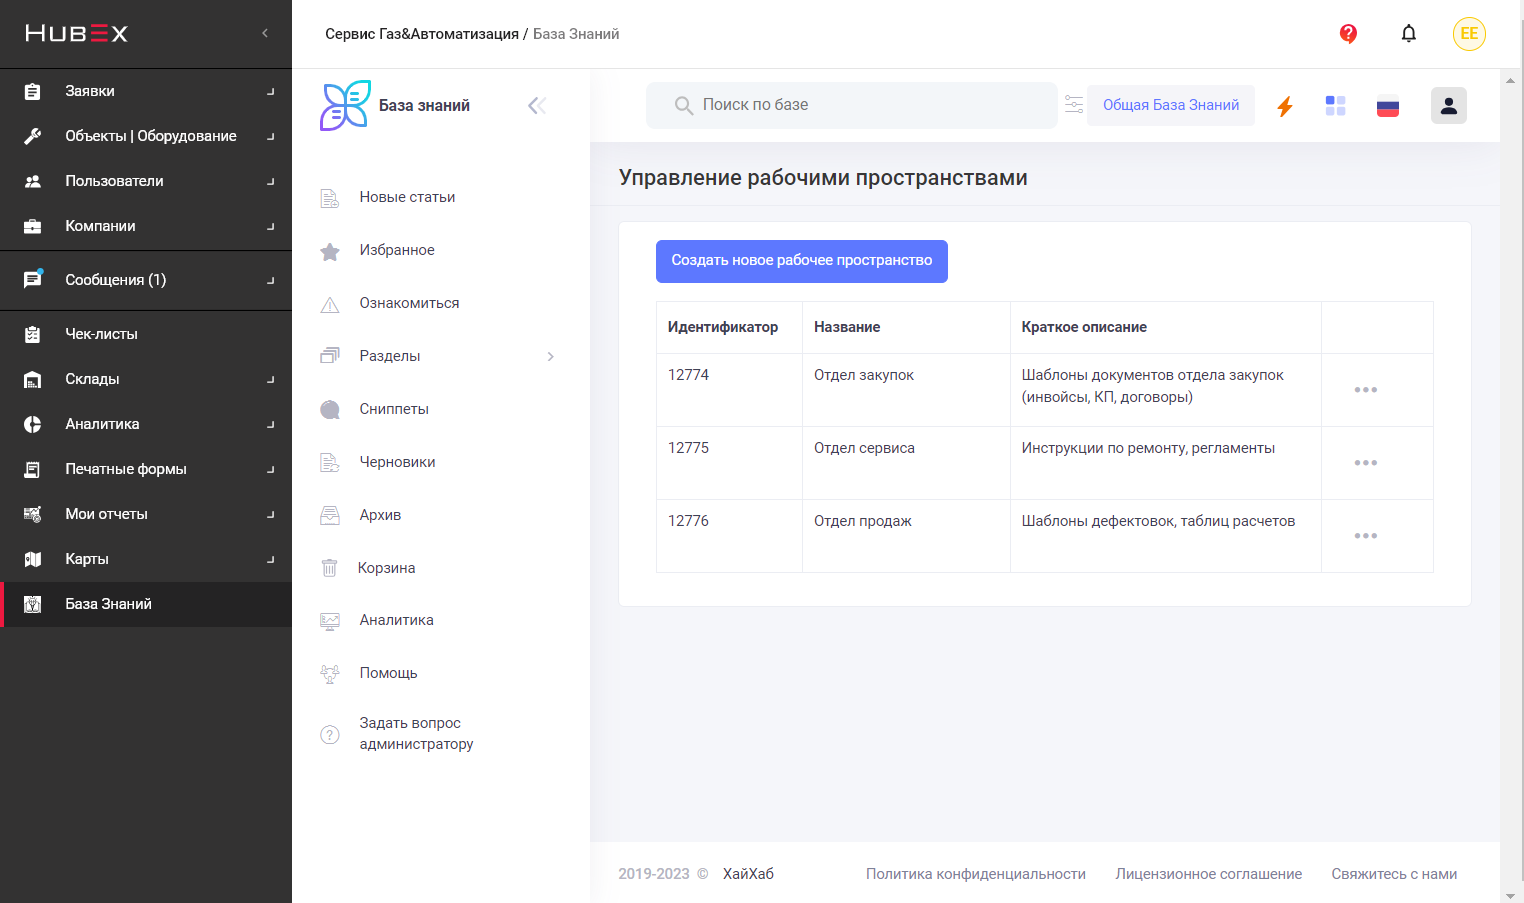 HUBEX
Заявки
Объекты | Оборудование
Пользователи
Компании
Сообщения (1)
Чек-листы
Склады
Аналитика
Печатные формы
Мои отчеты
Карты
База Знаний
Сервис Газ&Автоматизация / База Знаний
EE
База знаний
Новые статьи
Избранное
Ознакомиться
Разделы
Сниппеты
Черновики
Архив
Корзина
Аналитика
Помощь
Задать вопрос
администратору
Поиск по базе
Общая База Знаний
Управление рабочими пространствами
Создать новое рабочее пространство
Идентификатор Название Краткое описание
12774 Отдел закупок Шаблоны документов отдела закупок
(инвойсы, КП, договоры)
12775 Отдел сервиса Инструкции по ремонту, регламенты
12776 Отдел продаж Шаблоны дефектовок, таблиц расчетов
2019-2023 © ХайХаб Политика конфиденциальности Лицензионное соглашение Свяжитесь с нами